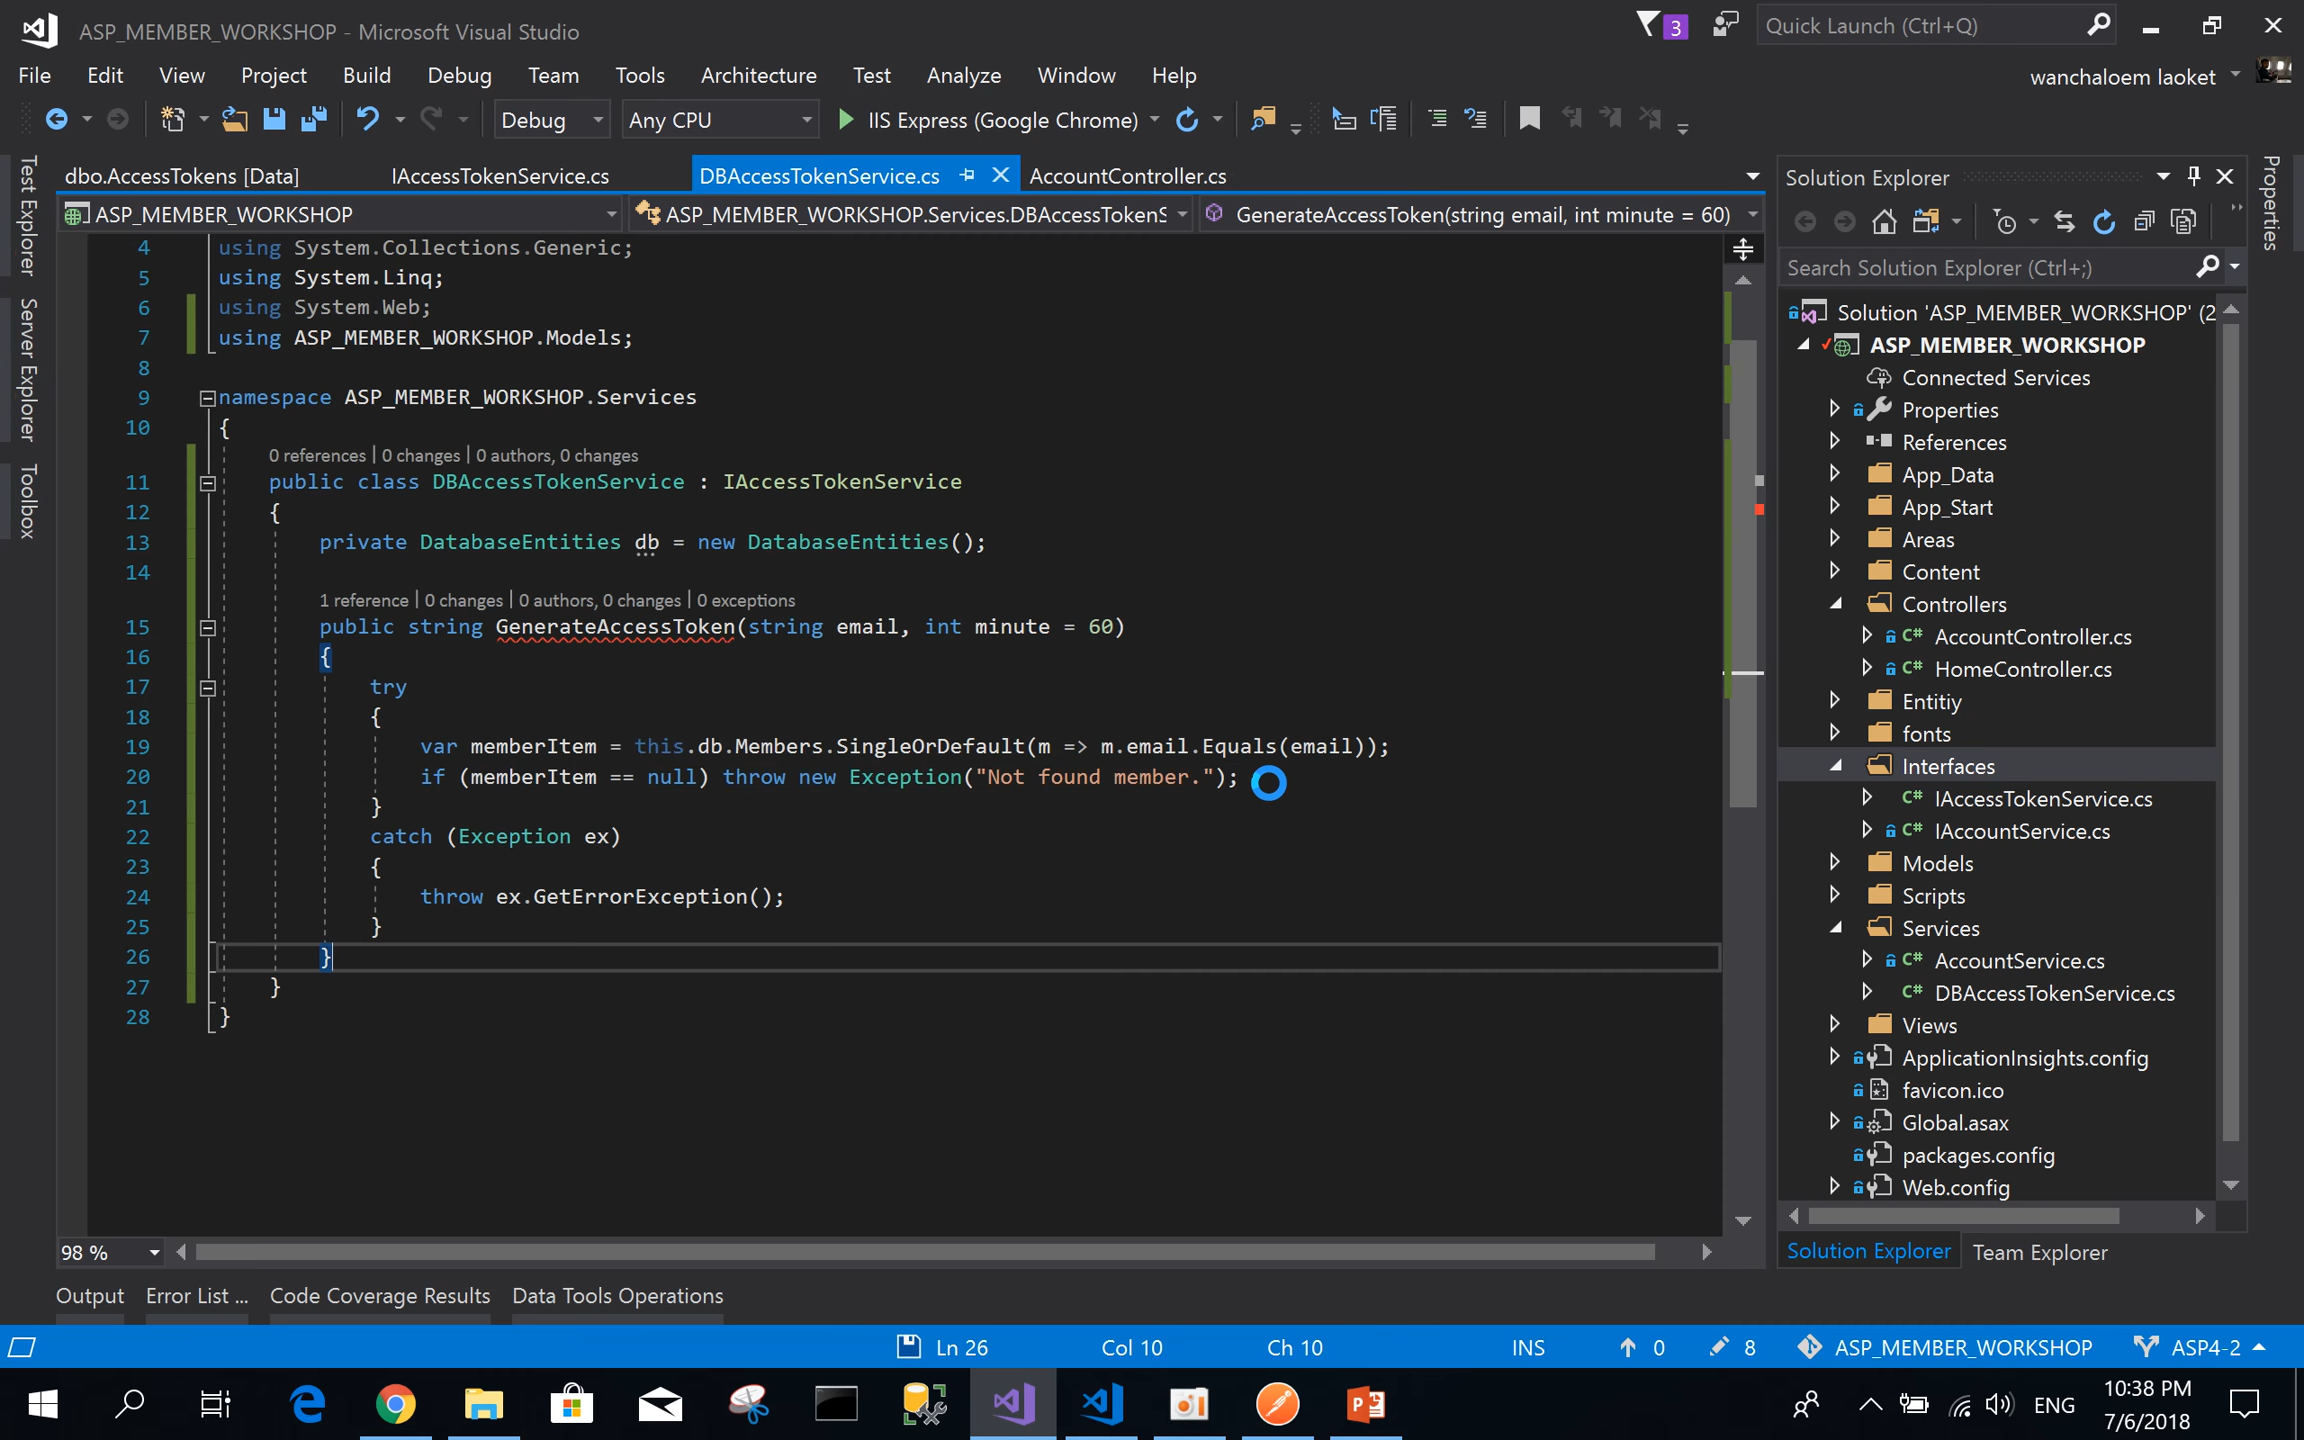 ASP_MEMBER_WORKSHOP - Microsoft Visual Studio
3
Quick Launch (Ctrl+Q)
File Edit View Project Build Debug Team Tools Architecture Test Analyze Window Help
wanchaloem laoket
Debug
Any CPU
IIS Express (Google Chrome)
Test Explorer
Server Explorer
Toolbox
dbo.AccessTokens [Data]
IAccessTokenService.cs
DBAccessTokenService.cs
AccountController.cs
ASP_MEMBER_WORKSHOP
ASP_MEMBER_WORKSHOP.Services.DBAccessTokenS
GenerateAccessToken(string email, int minute = 60)
4 using System.Collections.Generic;
5 using System.Linq;
6 using System.Web;
7 using ASP_MEMBER_WORKSHOP.Models;
8
9 namespace ASP_MEMBER_WORKSHOP.Services
10 {
0 references | 0 changes | 0 authors, 0 changes
11 public class DBAccessTokenService : IAccessTokenService
12 {
13 private DatabaseEntities db = new DatabaseEntities();
14
1 reference | 0 changes | 0 authors, 0 changes | 0 exceptions
15 public string GenerateAccessToken(string email, int minute = 60)
16 {
17 try
18 {
19 var memberItem = this.db.Members.SingleOrDefault(m => m.email.Equals(email));
20 if (memberItem == null) throw new Exception("Not found member.");
21 }
22 catch (Exception ex)
23 {
24 throw ex.GetErrorException();
25 }
26 }
27 }
28 }
98 %
Solution Explorer
Properties
Search Solution Explorer (Ctrl+;)
Solution 'ASP_MEMBER_WORKSHOP' (2
ASP_MEMBER_WORKSHOP
Connected Services
Properties
References
App_Data
App_Start
Areas
Content
Controllers
AccountController.cs
HomeController.cs
Entitiy
fonts
Interfaces
IAccessTokenService.cs
IAccountService.cs
Models
Scripts
Services
AccountService.cs
DBAccessTokenService.cs
Views
ApplicationInsights.config
favicon.ico
Global.asax
packages.config
Web.config
Solution Explorer
Team Explorer
Output
Error List ...
Code Coverage Results
Data Tools Operations
Ln 26
Col 10
Ch 10
INS
0
8
ASP_MEMBER_WORKSHOP
ASP4-2
ENG
10:38 PM
7/6/2018